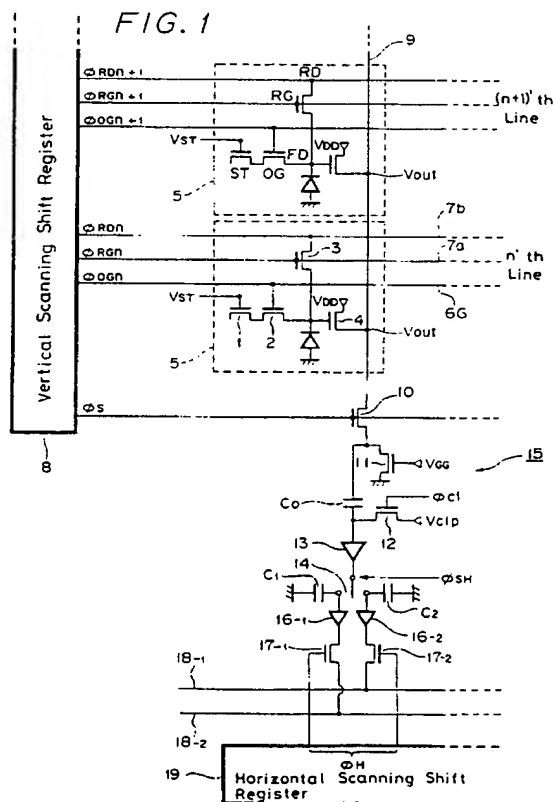 FIG. 1
9
ΦRDn+1
RD
ΦRGn+1
RG
(n+1)'th
Line
ΦOGn+1
VST
FD
VDD
ST
OG
Vout
5
7b
ΦRDn
7a
ΦRGn
3
n'th
Line
ΦOGn
VST
VDD
6G
4
1
2
Vout
5
Vertical Scanning Shift Register
ΦS
10
8
11
VGG
15
Co
Φcl
Vclp
12
13
14
ΦSH
C1
C2
16-1
16-2
17-1
17-2
18-1
18-2
ΦH
19
Horizontal Scanning Shift
Register